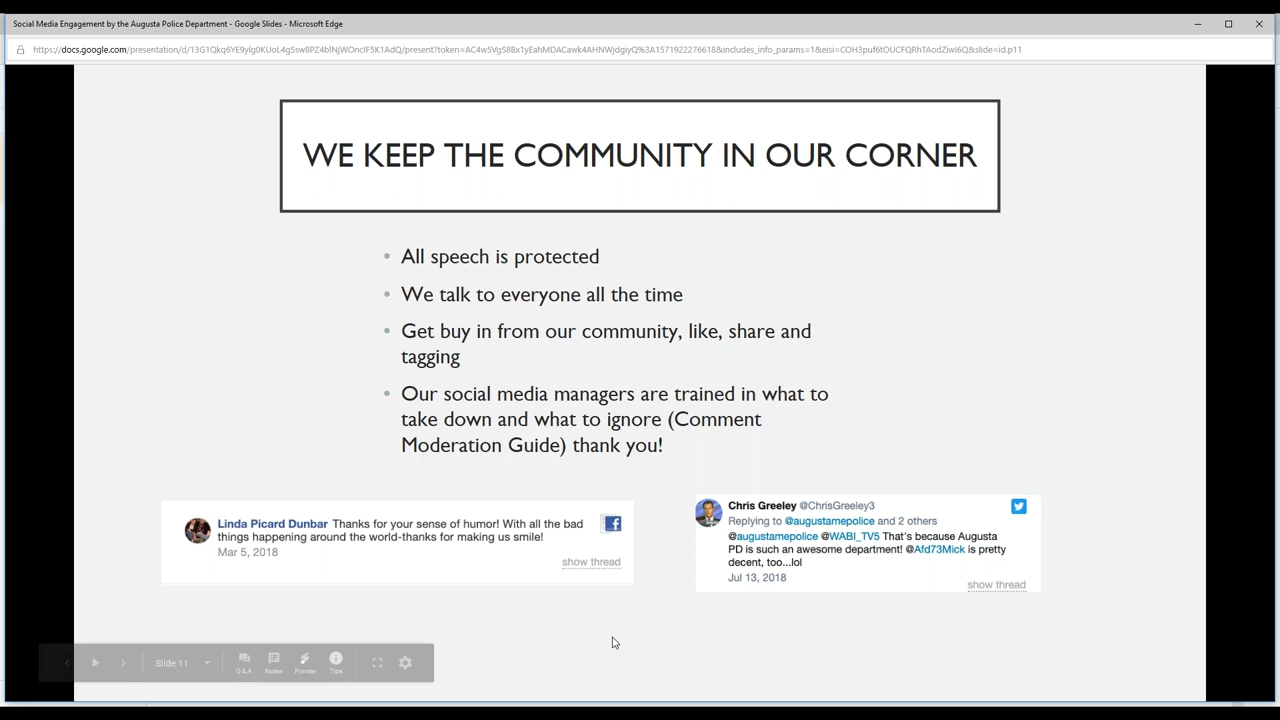 Social Media Engagement by the Augusta Police Department - Google Slides - Microsoft Edge
WE KEEP THE COMMUNITY IN OUR CORNER
• All speech is protected
• We talk to everyone all the time
• Get buy in from our community, like, share and
tagging
• Our social media managers are trained in what to
take down and what to ignore (Comment
Moderation Guide) thank you!
Linda Picard Dunbar Thanks for your sense of humor! With all the bad
things happening around the world-thanks for making us smile!
Mar 5, 2018
show thread
Chris Greeley @ChrisGreeley3
Replying to @augustamepolice and 2 others
@augustamepolice @WABI_TV5 That's because Augusta
PD is such an awesome department! @Afd73Mick is pretty
decent, too...lol
Jul 13, 2018
show thread
Slide 11
Q&A Notes Pointer Tips